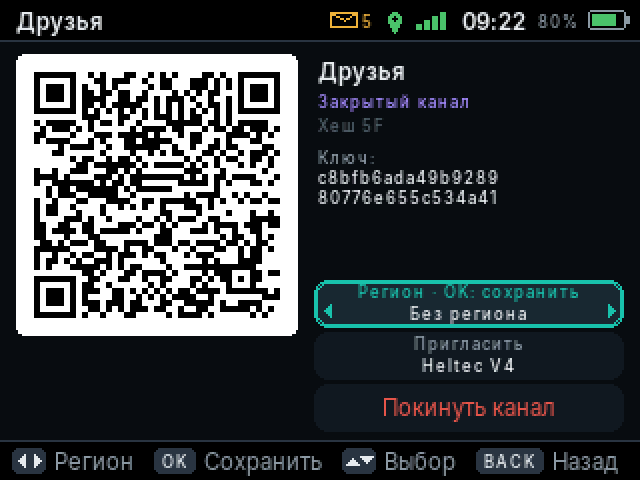 Друзья
5
09:22
80%
Друзья
Закрытый канал
Хеш 5F
Ключ:
c8bfb6ada49b9289
80776e655c534a41
Регион - OK: сохранить
Без региона
Пригласить
Heltec V4
Покинуть канал
Регион
OK Сохранить
Выбор
BACK Назад